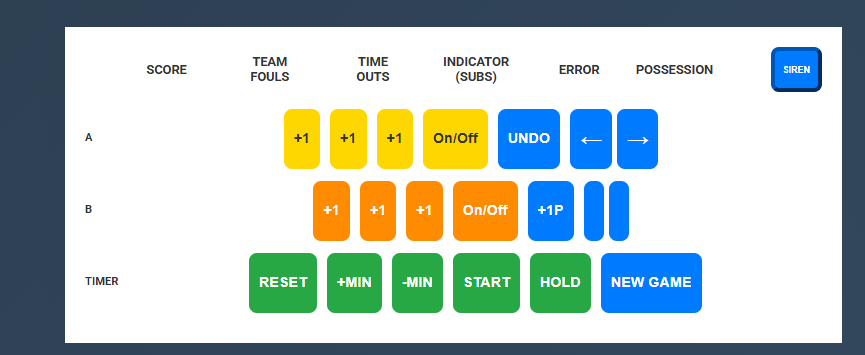 SCORE
TEAM
FOULS
TIME
OUTS
INDICATOR
(SUBS)
ERROR
POSSESSION
SIREN
A
+1
+1
+1
On/Off
UNDO
←
→
B
+1
+1
+1
On/Off
+1P
TIMER
RESET
+MIN
-MIN
START
HOLD
NEW GAME